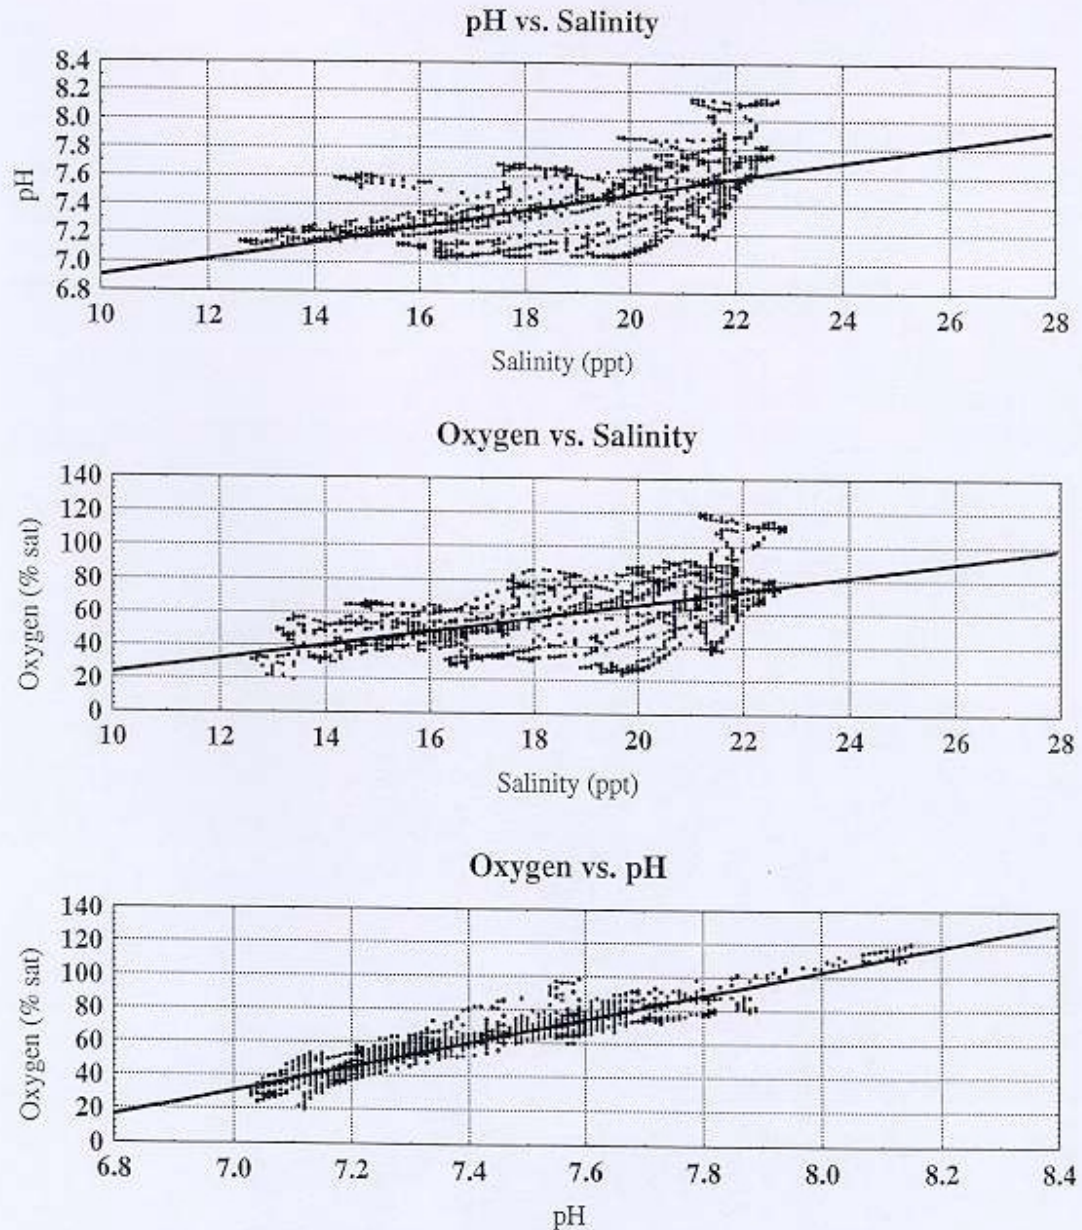 pH vs. Salinity
8.4
8.2
8.0
7.8
7.6
7.4
7.2
7.0
6.8
pH
10 12 14 16 18 20 22 24 26 28
Salinity (ppt)
Oxygen vs. Salinity
140
120
100
80
60
40
20
0
Oxygen (% sat)
10 12 14 16 18 20 22 24 26 28
Salinity (ppt)
Oxygen vs. pH
140
120
100
80
60
40
20
0
Oxygen (% sat)
6.8 7.0 7.2 7.4 7.6 7.8 8.0 8.2 8.4
pH